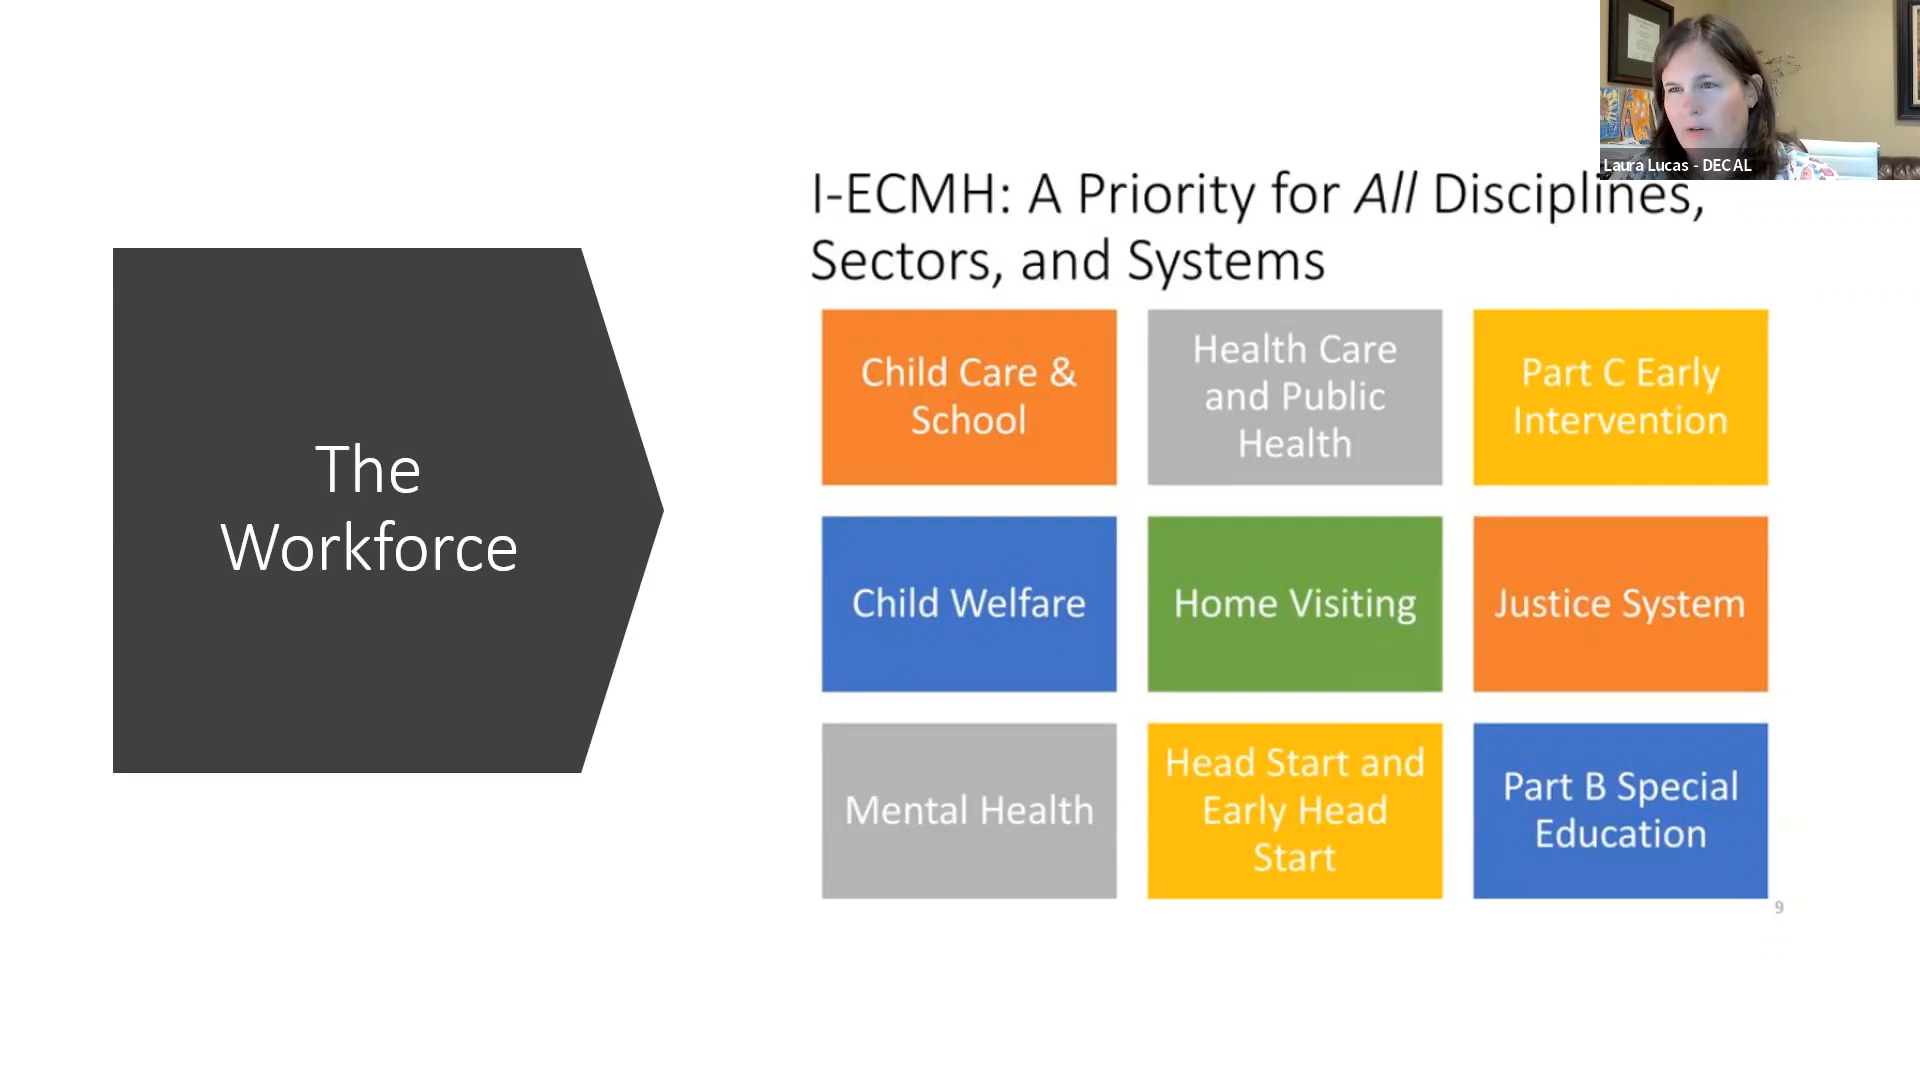 Laura Lucas - DECAL
I-ECMH: A Priority for All Disciplines,
Sectors, and Systems
The
Workforce
Child Care &
School
Health Care
and Public
Health
Part C Early
Intervention
Child Welfare
Home Visiting
Justice System
Mental Health
Head Start and
Early Head
Start
Part B Special
Education
9